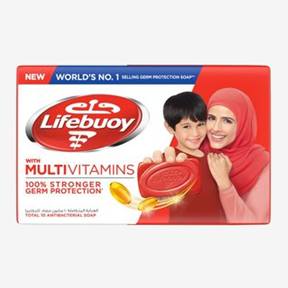 NEW
WORLD'S NO. 1 SELLING GERM PROTECTION SOAP
Lifebuoy
WITH
MULTIVITAMINS
100% STRONGER
GERM PROTECTION
TOTAL 10 ANTIBACTERIAL SOAP